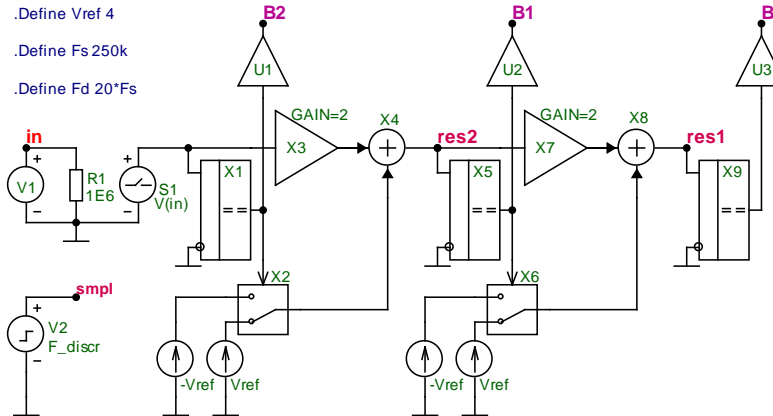 .Define Vref 4
.Define Fs 250k
.Define Fd 20*Fs
B2
B1
B
U1
U2
U3
GAIN=2
X4
GAIN=2
X8
in
res2
res1
X3
X7
X1
X5
X9
V1
R1
1E6
S1
V(in)
==
==
==
X2
X6
smpl
V2
F_discr
-Vref
Vref
-Vref
Vref